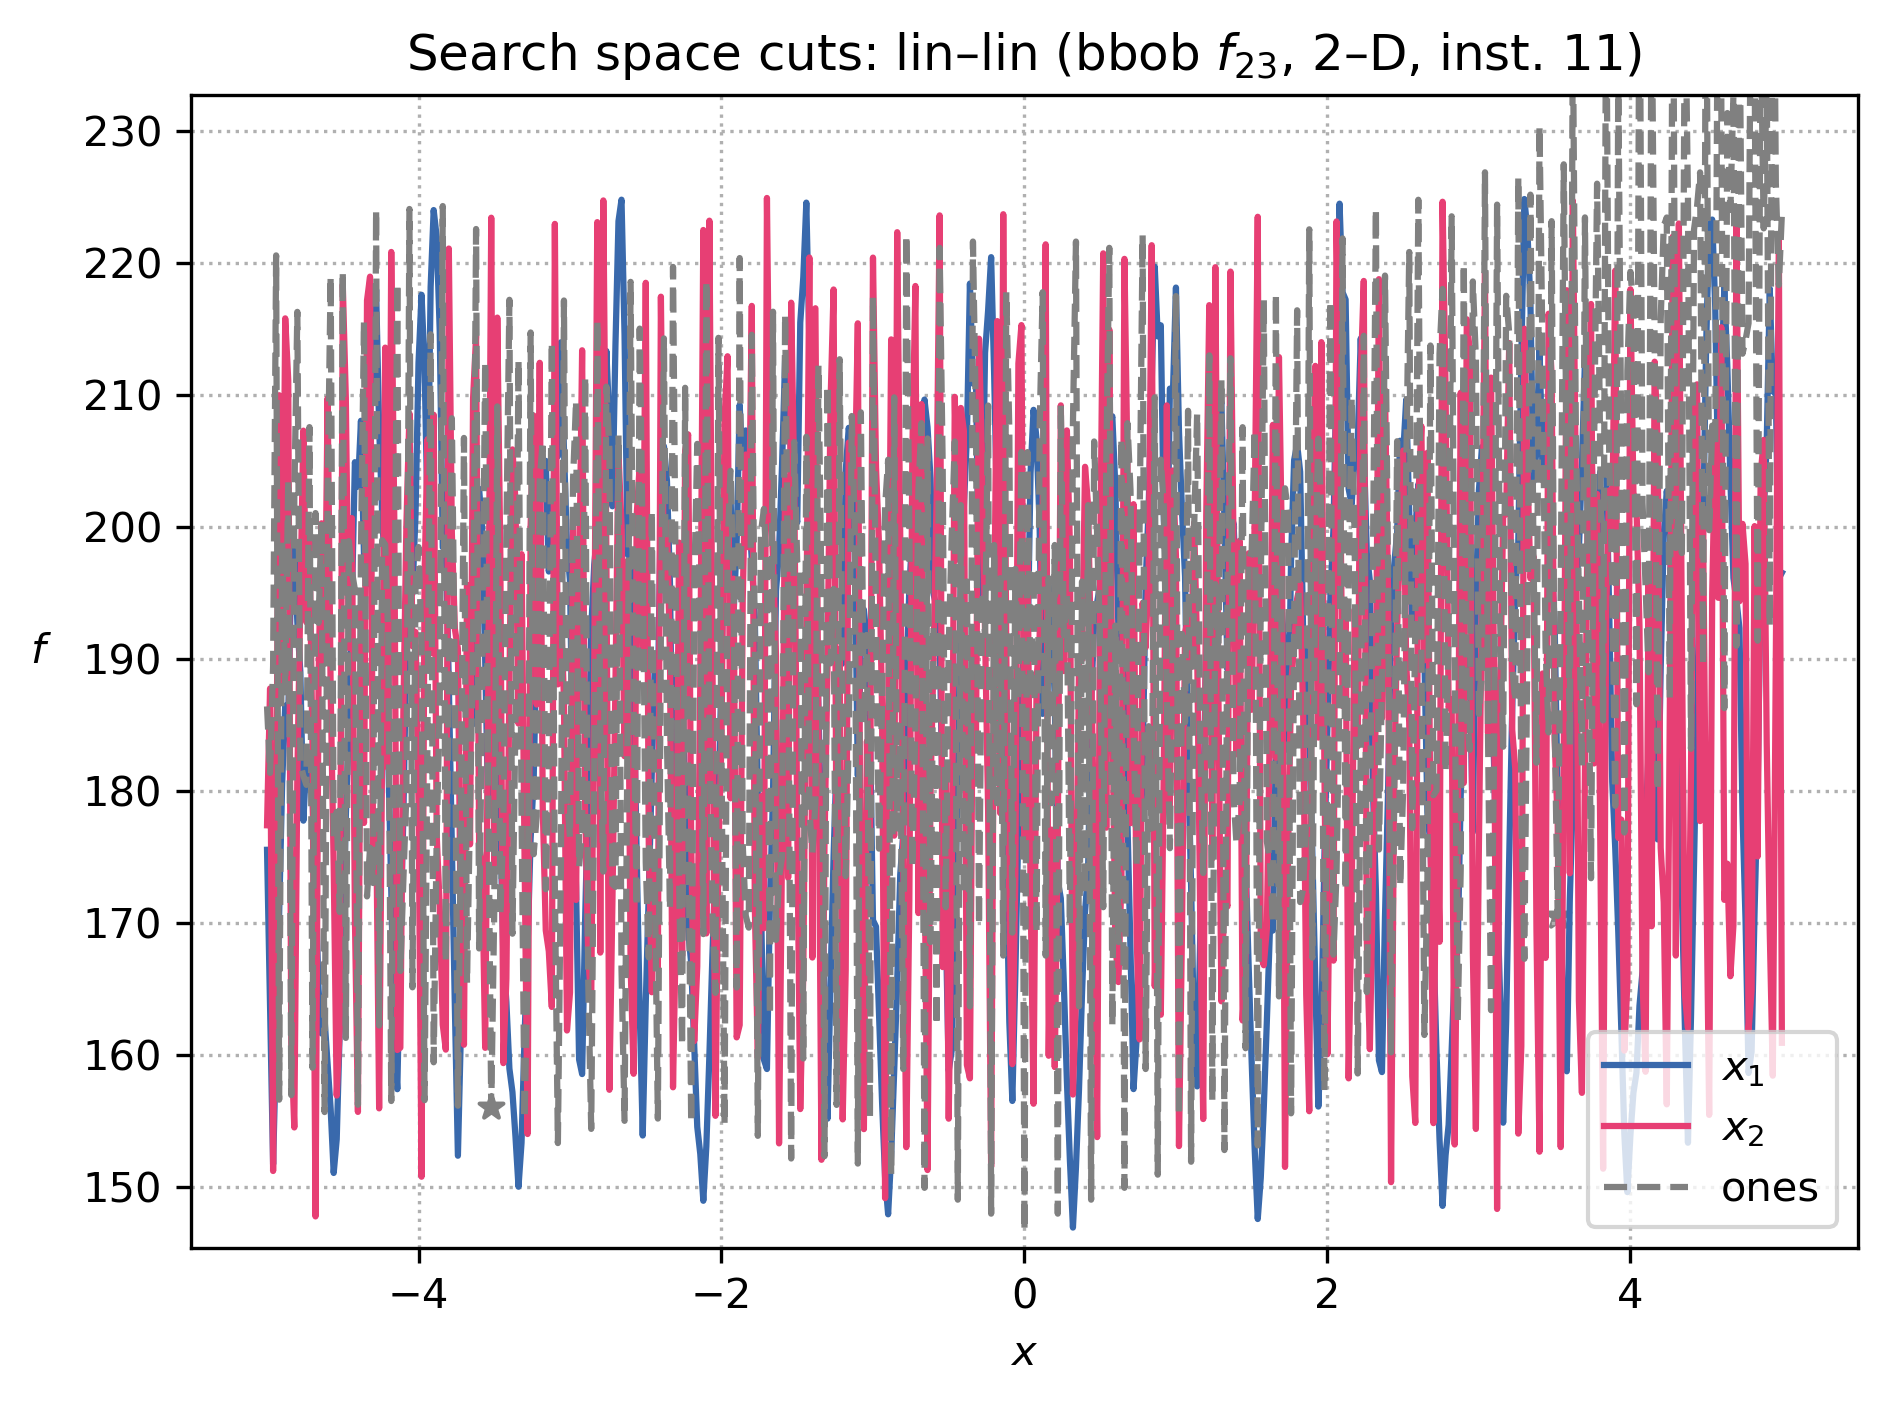 Search space cuts: lin–lin (bbob f₂₃, 2–D, inst. 11)
230
220
210
200
190
180
170
160
150
f
−4
−2
0
2
4
x
x₁
x₂
ones